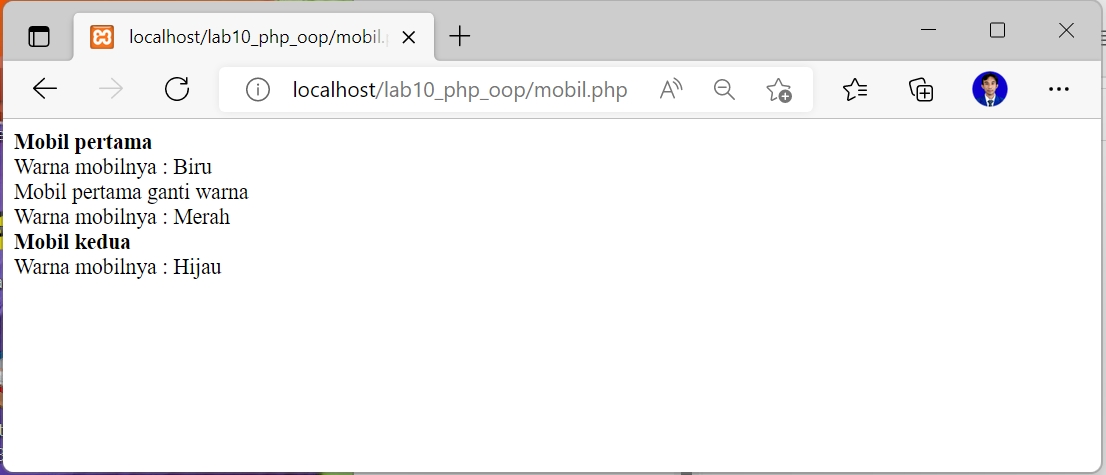 localhost/lab10_php_oop/mobil.
localhost/lab10_php_oop/mobil.php
Mobil pertama
Warna mobilnya : Biru
Mobil pertama ganti warna
Warna mobilnya : Merah
Mobil kedua
Warna mobilnya : Hijau